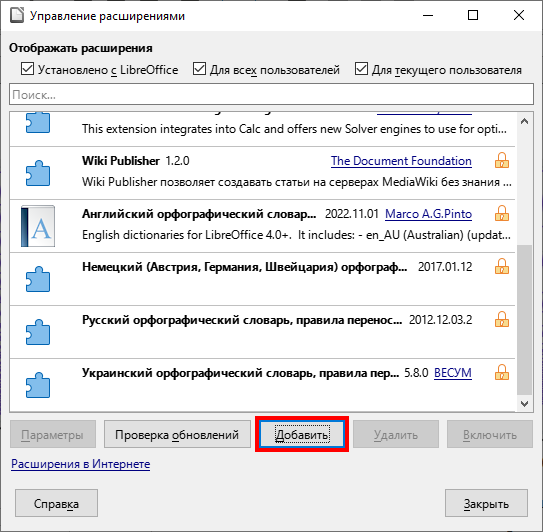 Управление расширениями
Отображать расширения
Установлено с LibreOffice Для всех пользователей Для текущего пользователя
Поиск...
This extension integrates into Calc and offers new Solver engines to use for opti...
Wiki Publisher 1.2.0 The Document Foundation
Wiki Publisher позволяет создавать статьи на серверах MediaWiki без знания ...
Английский орфографический словар... 2022.11.01 Marco A.G.Pinto
English dictionaries for LibreOffice 4.0+. It includes: - en_AU (Australian) (updat...
Немецкий (Австрия, Германия, Швейцария) орфограф... 2017.01.12
Русский орфографический словарь, правила перенос... 2012.12.03.2
Украинский орфографический словарь, правила пер... 5.8.0 ВЕСУМ
Параметры Проверка обновлений Добавить Удалить Включить
Расширения в Интернете
Справка Закрыть